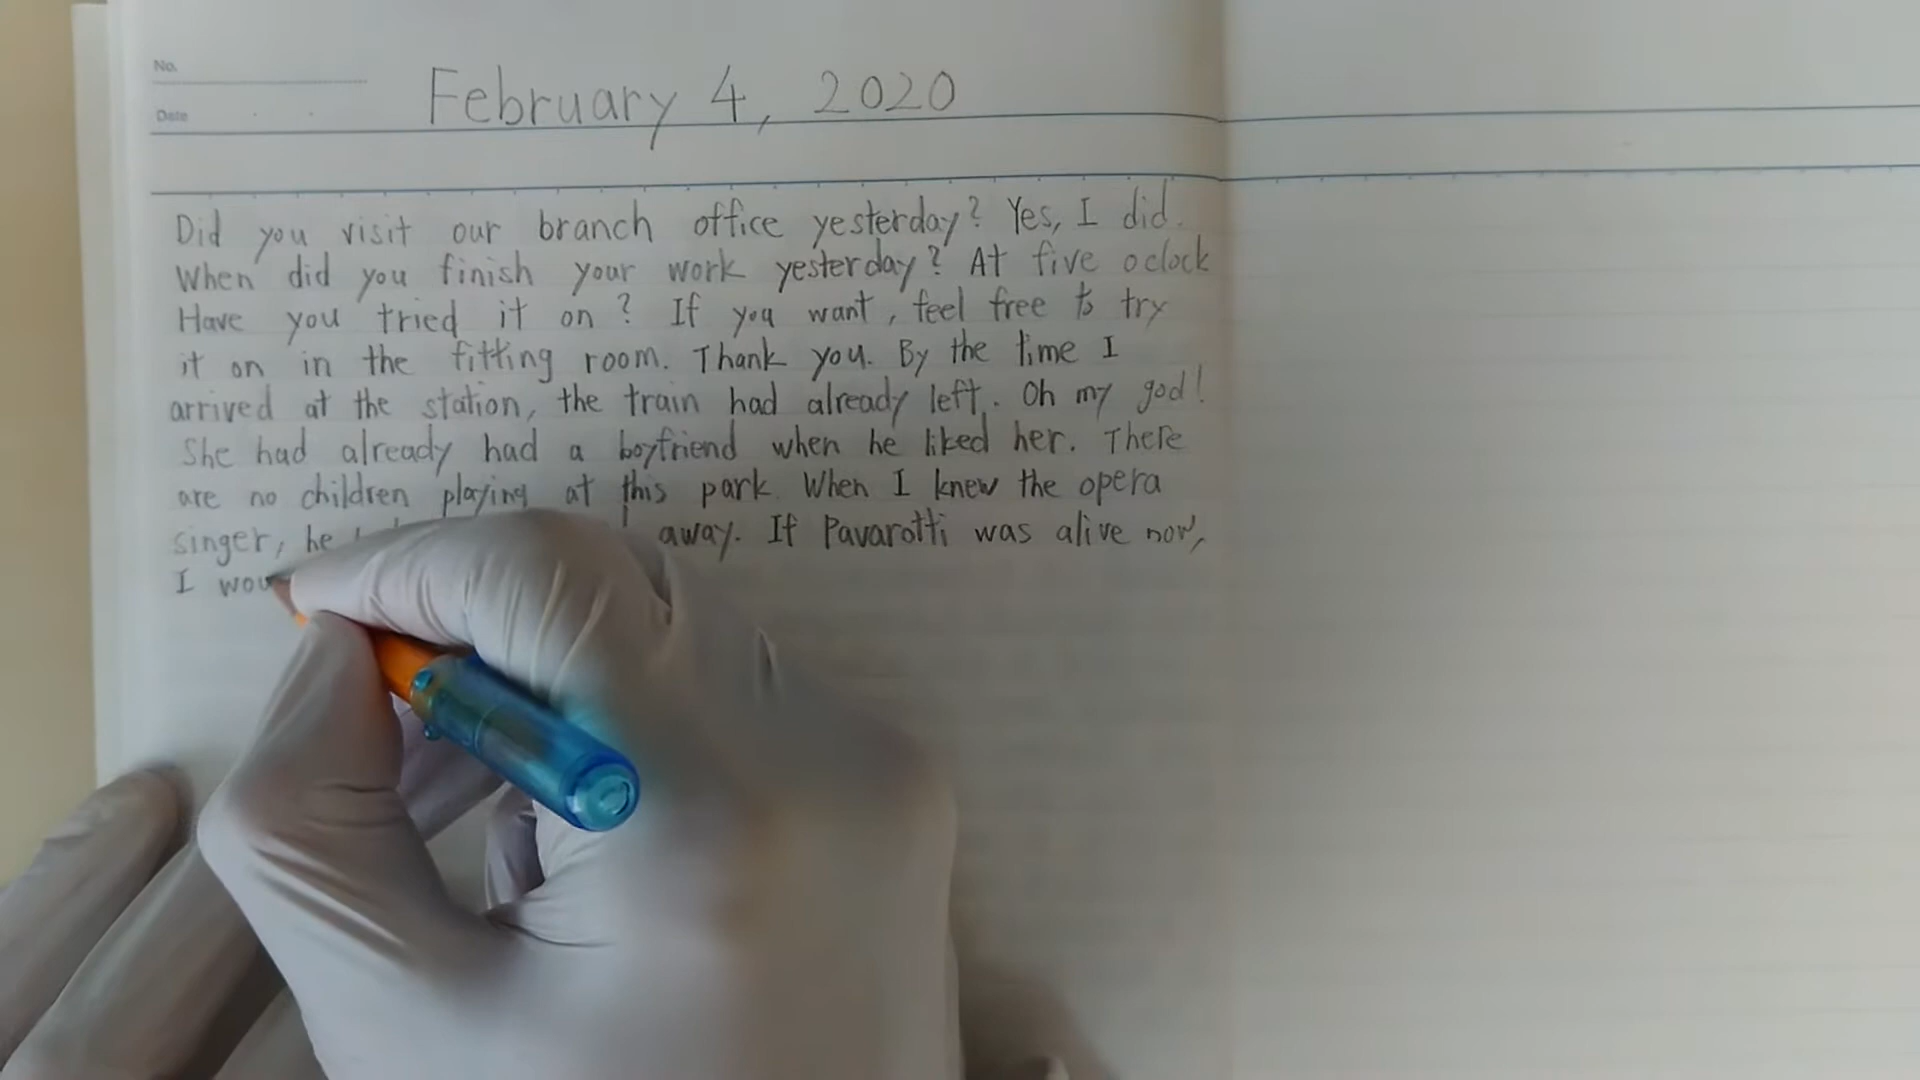 No.
February 4, 2020
Date
Did you visit our branch office yesterday? Yes, I did.
When did you finish your work yesterday? At five oclock
Have you tried it on? If you want, feel free to try
it on in the fitting room. Thank you. By the time I
arrived at the station, the train had already left. Oh my god!
She had already had a boyfriend when he liked her. There
are no children playing at this park. When I knew the opera
singer, he away. If Pavarotti was alive now,
I wou